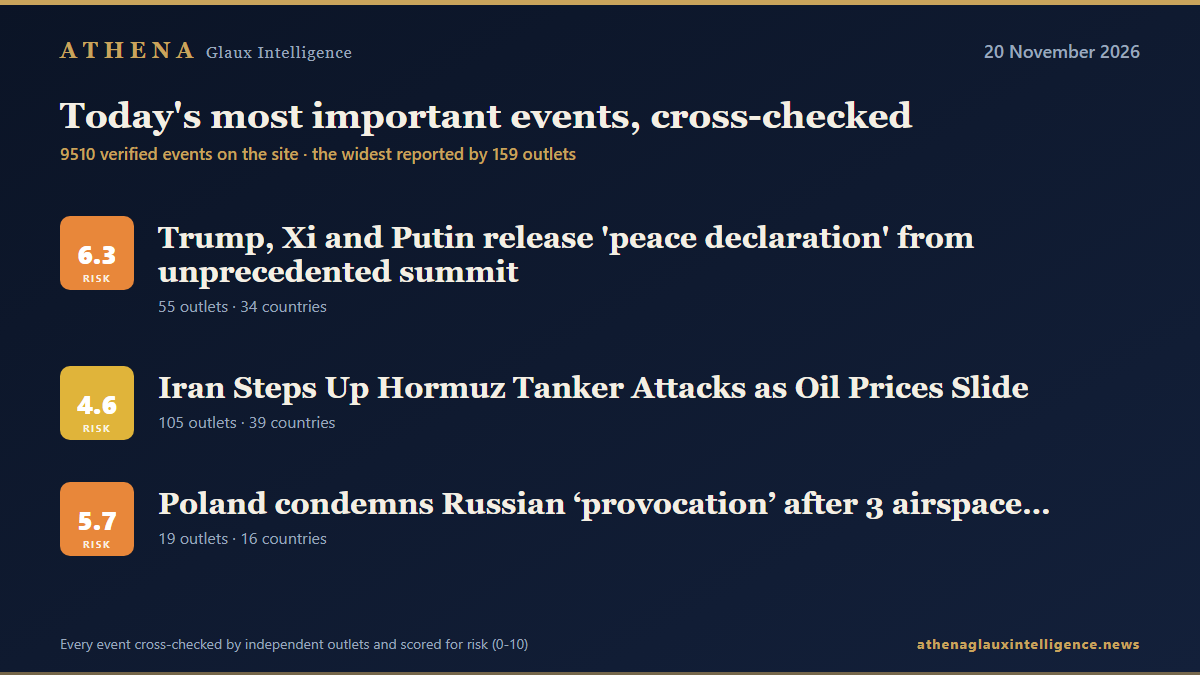 ATHENA Glaux Intelligence
20 November 2026
Today's most important events, cross-checked
9510 verified events on the site · the widest reported by 159 outlets
6.3
RISK
Trump, Xi and Putin release 'peace declaration' from
unprecedented summit
55 outlets · 34 countries
4.6
RISK
Iran Steps Up Hormuz Tanker Attacks as Oil Prices Slide
105 outlets · 39 countries
5.7
RISK
Poland condemns Russian ‘provocation’ after 3 airspace...
19 outlets · 16 countries
Every event cross-checked by independent outlets and scored for risk (0-10)
athenaglauxintelligence.news